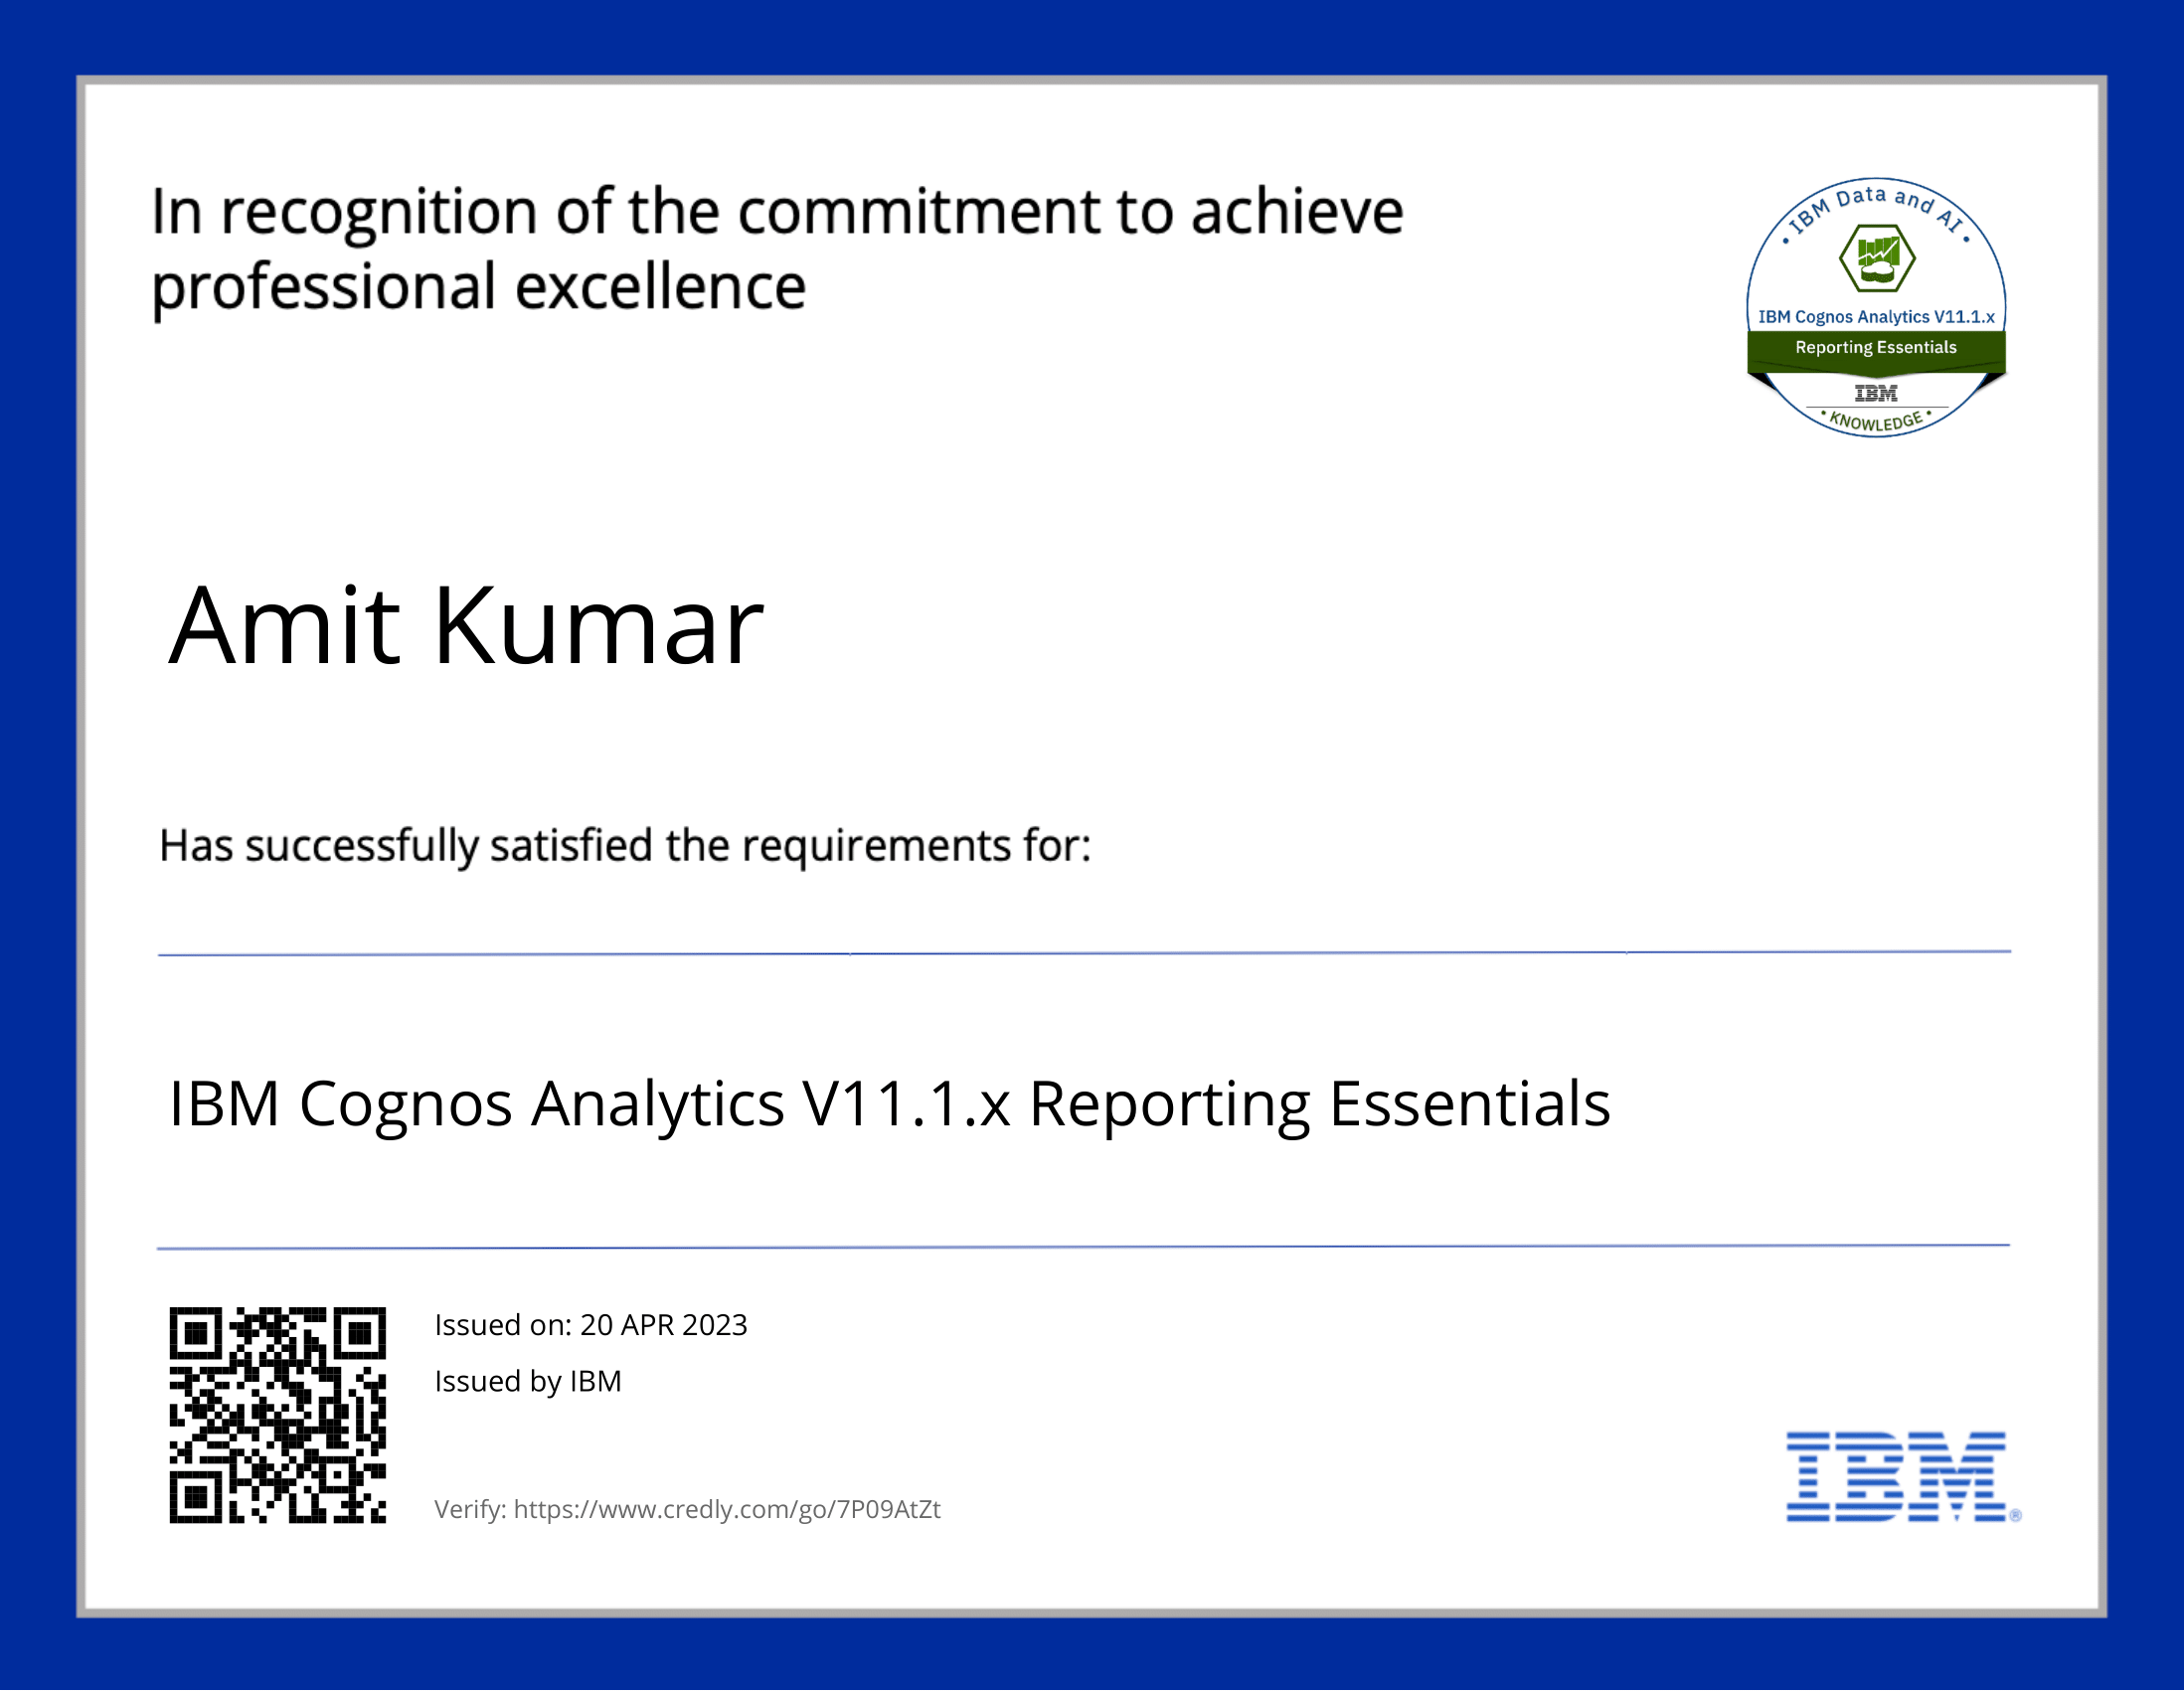 In recognition of the commitment to achieve
professional excellence
• IBM Data and AI •
IBM Cognos Analytics V11.1.x
Reporting Essentials
IBM
• KNOWLEDGE •
Amit Kumar
Has successfully satisfied the requirements for:
IBM Cognos Analytics V11.1.x Reporting Essentials
Issued on: 20 APR 2023
Issued by IBM
Verify: https://www.credly.com/go/7P09AtZt
IBM®